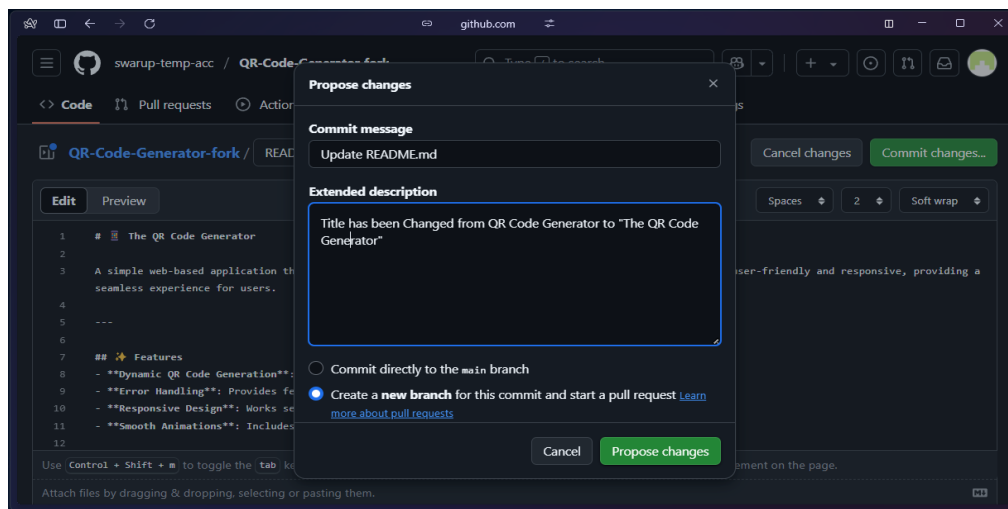 github.com
swarup-temp-acc / QR-Code-Generator-fork
Type / to search
Code Pull requests
QR-Code-Generator-fork /
Cancel changes Commit changes...
Propose changes
Commit message
Update README.md
Extended description
Title has been Changed from QR Code Generator to "The QR Code
Generator"
Commit directly to the main branch
Create a new branch for this commit and start a pull request Learn
more about pull requests
Cancel Propose changes
Edit Preview
Spaces 2 Soft wrap
1 # The QR Code Generator
2
3 A simple web-based application user-friendly and responsive, providing a
seamless experience for users.
4
5 ---
6
7 ## ✨ Features
8 - **Dynamic QR Code Generation**:
9 - **Error Handling**: Provides
10 - **Responsive Design**: Works
11 - **Smooth Animations**: Includes
12
Use Control + Shift + m to toggle the tab on the page.
Attach files by dragging & dropping, selecting or pasting them.